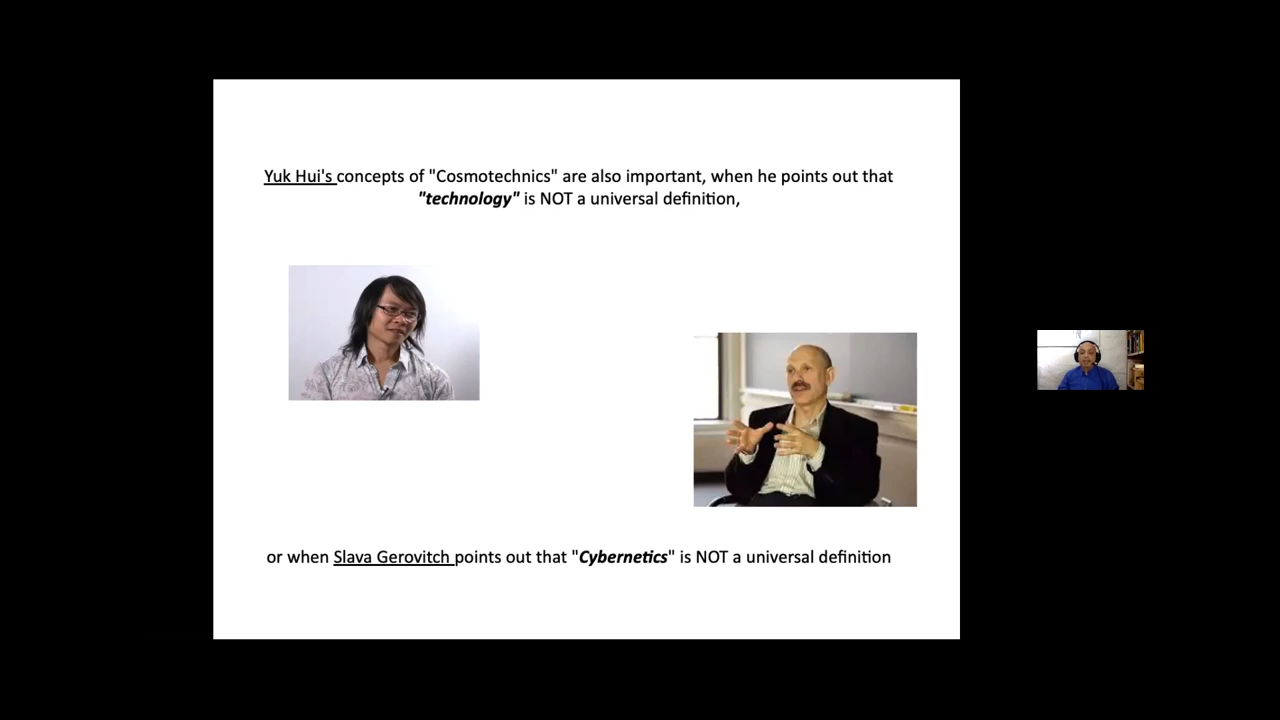 Yuk Hui's concepts of "Cosmotechnics" are also important, when he points out that
"technology" is NOT a universal definition,
or when Slava Gerovitch points out that "Cybernetics" is NOT a universal definition